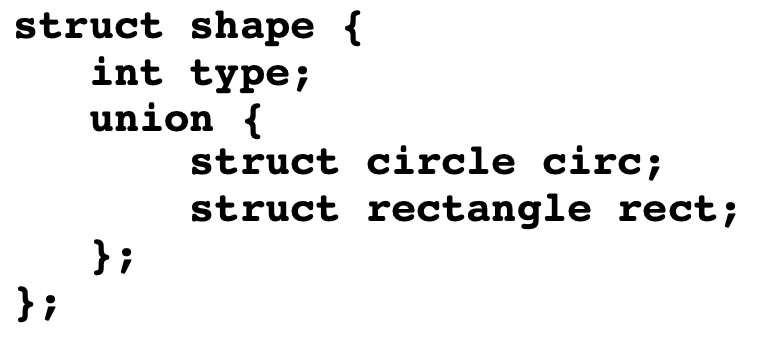 struct shape {
   int type;
   union {
       struct circle circ;
       struct rectangle rect;
   };
};